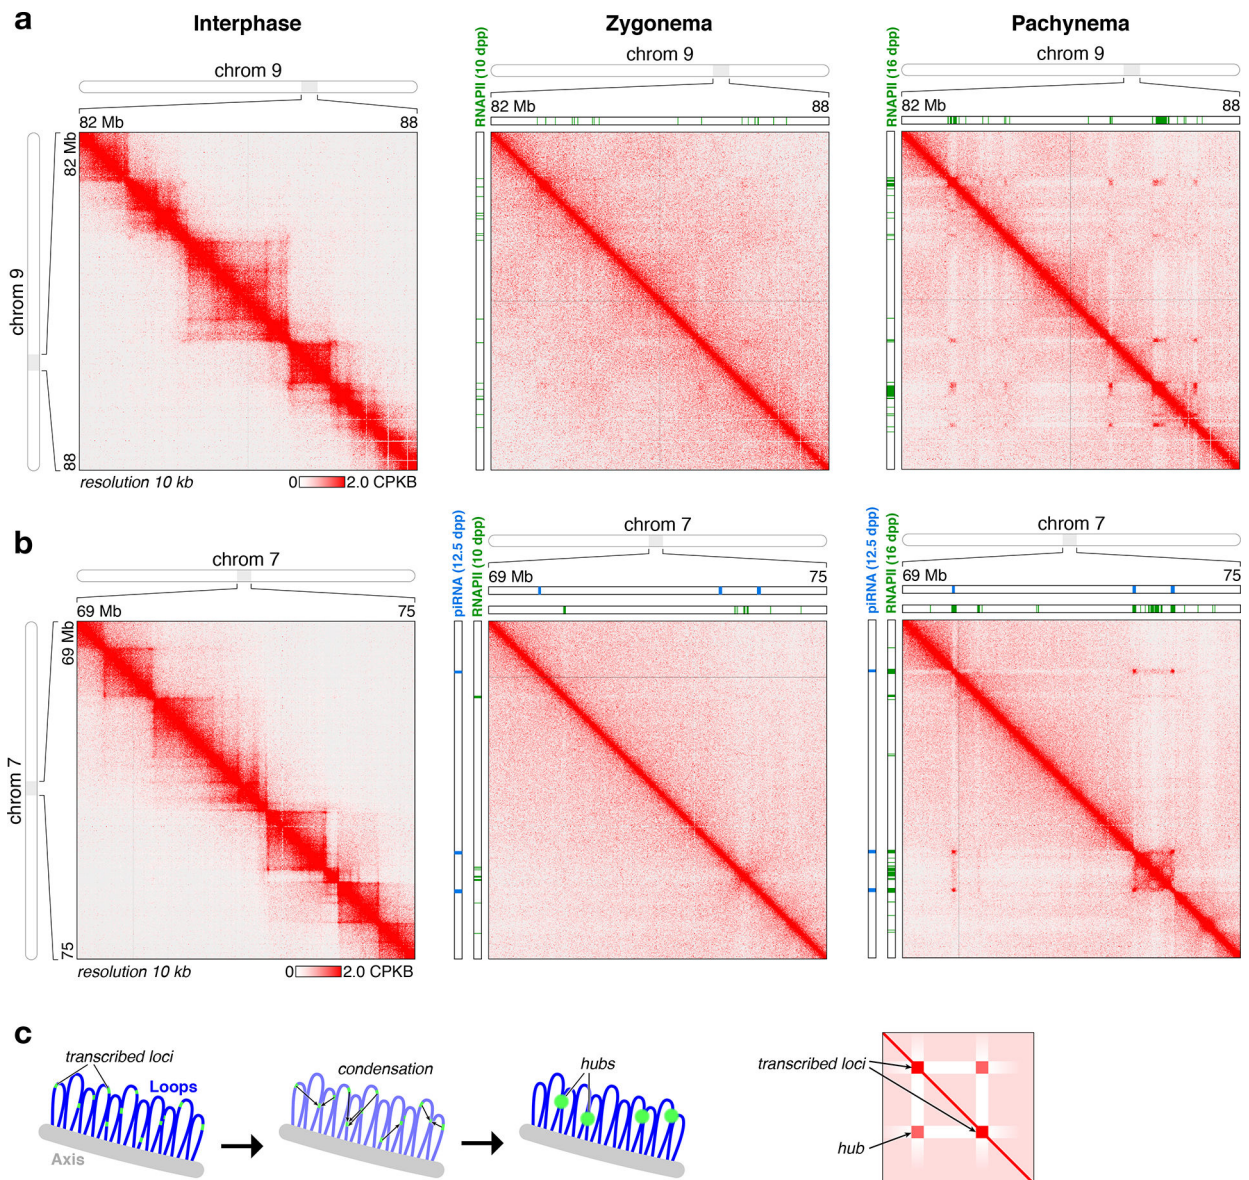 a
Interphase
Zygonema
Pachynema
chrom 9
82 Mb
88
chrom 9
82 Mb
88
resolution 10 kb
0
2.0 CPKB
RNAPII (10 dpp)
chrom 9
82 Mb
88
RNAPII (16 dpp)
chrom 9
82 Mb
88
b
chrom 7
69 Mb
75
chrom 7
69 Mb
75
resolution 10 kb
0
2.0 CPKB
piRNA (12.5 dpp)
RNAPII (10 dpp)
chrom 7
69 Mb
75
piRNA (12.5 dpp)
RNAPII (16 dpp)
chrom 7
69 Mb
75
c
transcribed loci
Loops
Axis
condensation
hubs
transcribed loci
hub